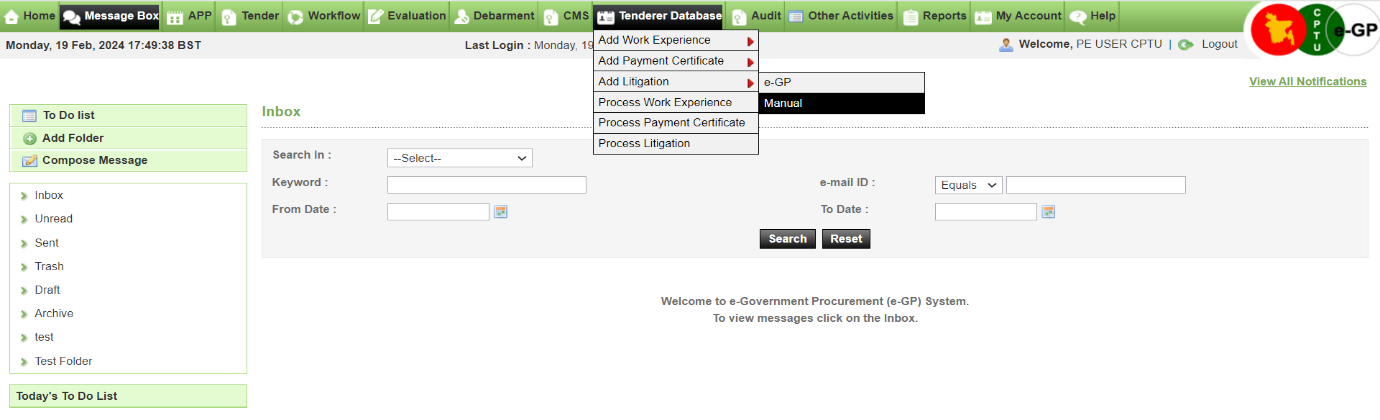 Home Message Box APP Tender Workflow Evaluation Debarment CMS Tenderer Database Audit Other Activities Reports My Account Help
CPTU e-GP
Monday, 19 Feb, 2024 17:49:38 BST Last Login : Monday, 19 Welcome, PE USER CPTU | Logout
Add Work Experience
Add Payment Certificate
Add Litigation
e-GP
Manual
Process Work Experience
Process Payment Certificate
Process Litigation
View All Notifications
To Do list
Add Folder
Compose Message
Inbox
Unread
Sent
Trash
Draft
Archive
test
Test Folder
Today's To Do List
Inbox
Search In : --Select--
Keyword : e-mail ID : Equals
From Date : To Date :
Search Reset
Welcome to e-Government Procurement (e-GP) System.
To view messages click on the Inbox.